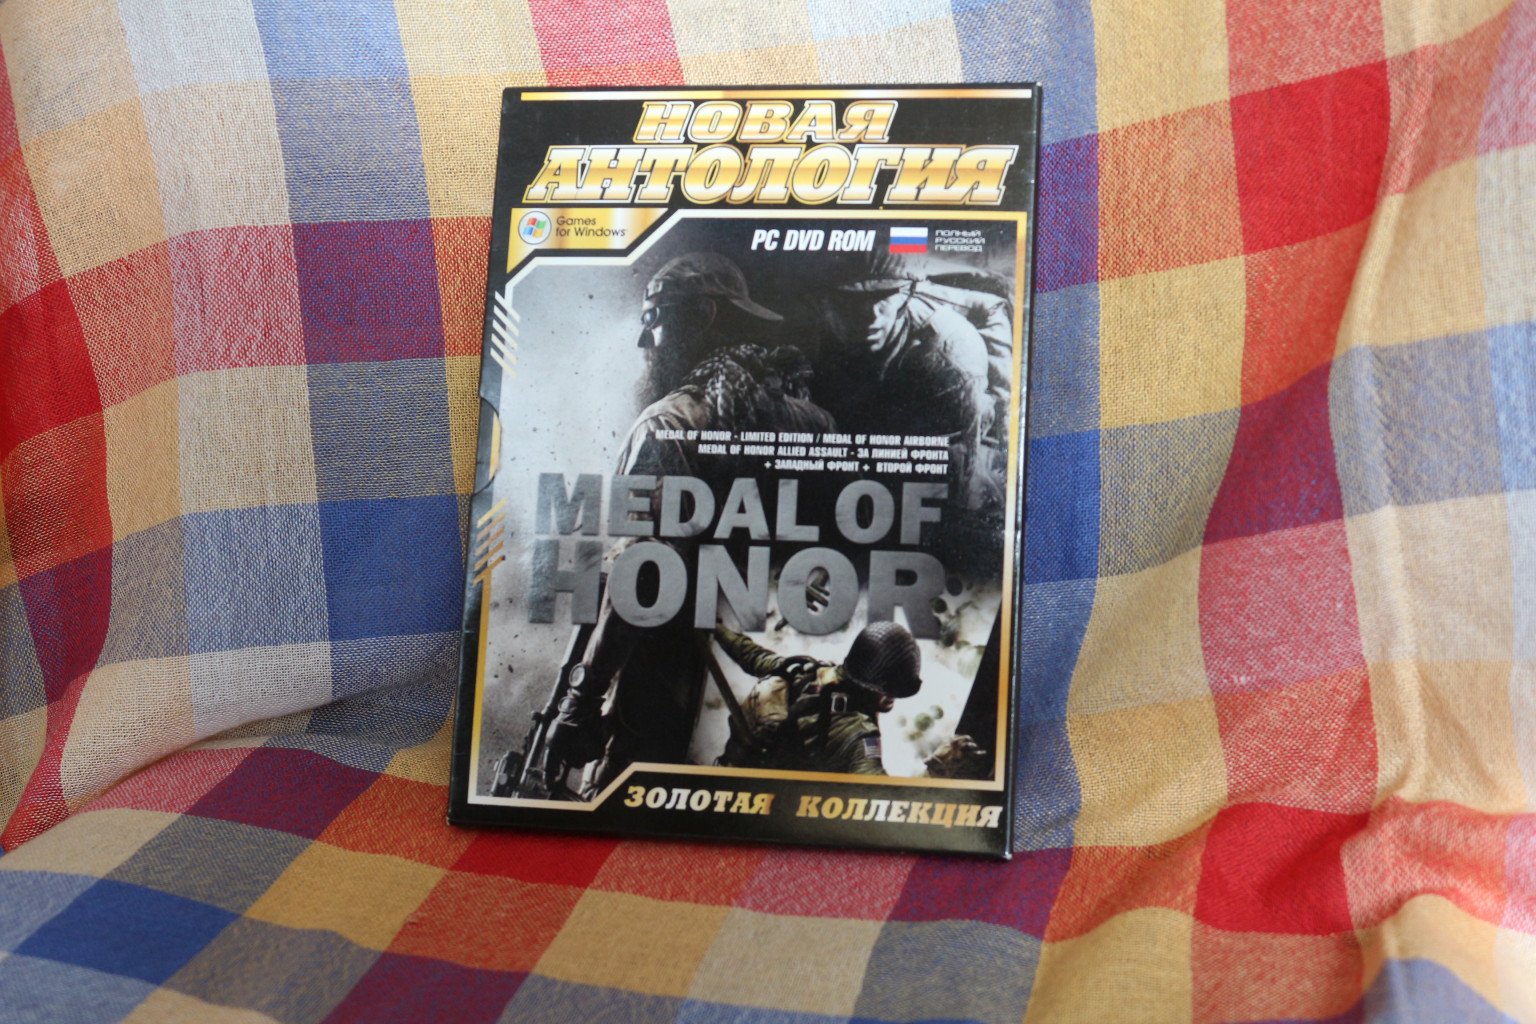 НОВАЯ
АНТОЛОГИЯ
Games
for Windows
PC DVD ROM
ПОЛНЫЙ
РУССКИЙ
ПЕРЕВОД
MEDAL OF HONOR - LIMITED EDITION / MEDAL OF HONOR AIRBORNE
MEDAL OF HONOR ALLIED ASSAULT - ЗА ЛИНИЕЙ ФРОНТА
+ ЗАПАДНЫЙ ФРОНТ + ВТОРОЙ ФРОНТ
MEDAL OF
HONOR
ЗОЛОТАЯ КОЛЛЕКЦИЯ